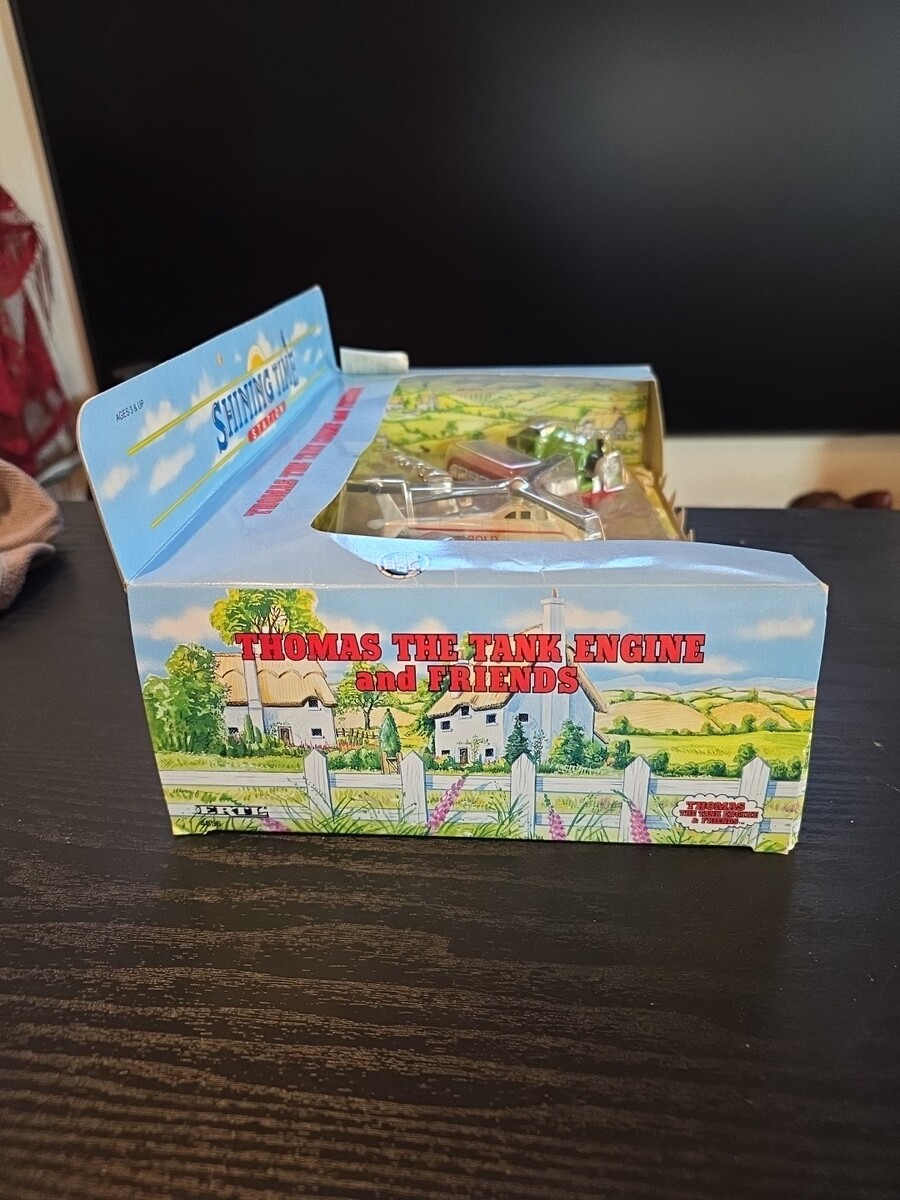 AGES 3 & UP
SHINING TIME
STATION
THOMAS THE TANK ENGINE and FRIENDS
THOMAS THE TANK ENGINE
and FRIENDS
ERTL
THOMAS
THE TANK ENGINE
& FRIENDS